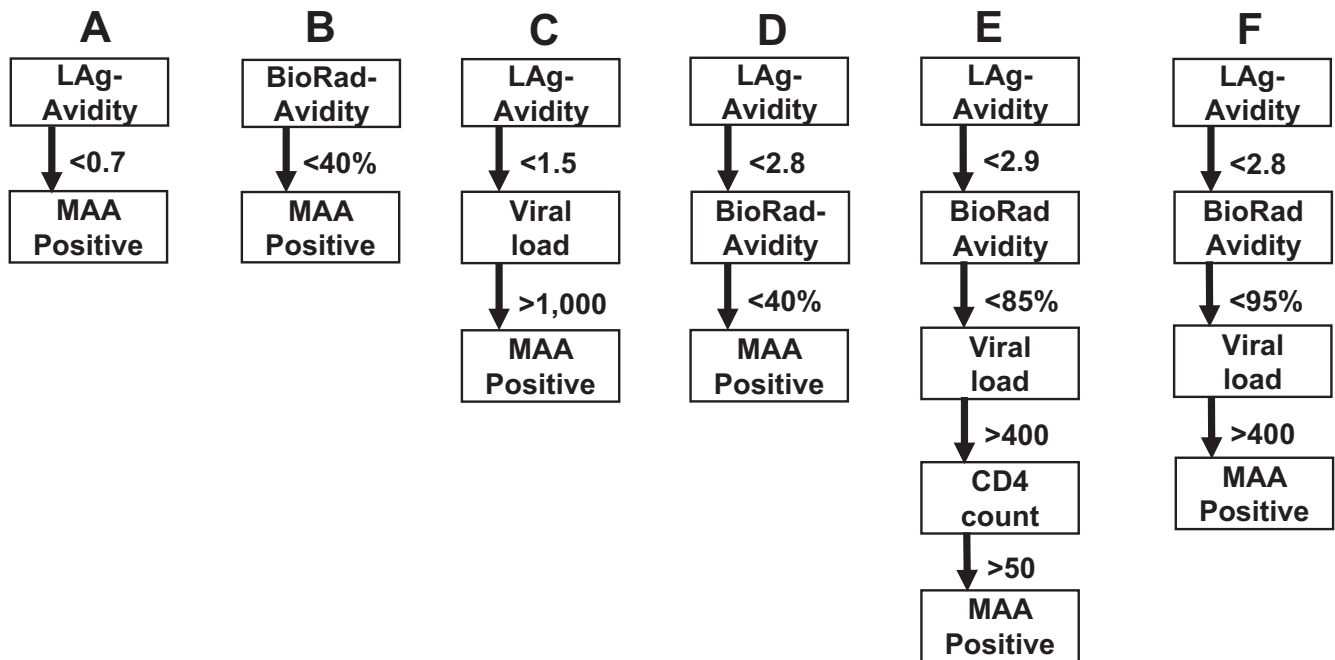 A
LAg-
Avidity
<0.7
MAA
Positive
B
BioRad-
Avidity
<40%
MAA
Positive
C
LAg-
Avidity
<1.5
Viral
load
>1,000
MAA
Positive
D
LAg-
Avidity
<2.8
BioRad-
Avidity
<40%
MAA
Positive
E
LAg-
Avidity
<2.9
BioRad
Avidity
<85%
Viral
load
>400
CD4
count
>50
MAA
Positive
F
LAg-
Avidity
<2.8
BioRad
Avidity
<95%
Viral
load
>400
MAA
Positive